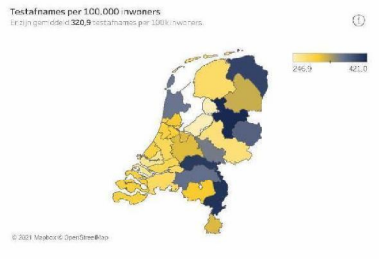 Testafnames per 100.000 inwoners
Er zijn gemiddeld 320,9 testafnames per 100k inwoners.
246,9 421,0
© 2021 Mapbox © OpenStreetMap